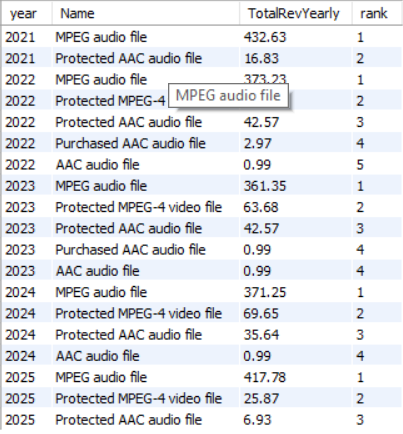 year Name TotalRevYearly rank
2021 MPEG audio file 432.63 1
2021 Protected AAC audio file 16.83 2
2022 MPEG audio file 373.23 1
2022 Protected MPEG-4 MPEG audio file 2
2022 Protected AAC audio file 42.57 3
2022 Purchased AAC audio file 2.97 4
2022 AAC audio file 0.99 5
2023 MPEG audio file 361.35 1
2023 Protected MPEG-4 video file 63.68 2
2023 Protected AAC audio file 42.57 3
2023 Purchased AAC audio file 0.99 4
2023 AAC audio file 0.99 4
2024 MPEG audio file 371.25 1
2024 Protected MPEG-4 video file 69.65 2
2024 Protected AAC audio file 35.64 3
2024 AAC audio file 0.99 4
2025 MPEG audio file 417.78 1
2025 Protected MPEG-4 video file 25.87 2
2025 Protected AAC audio file 6.93 3